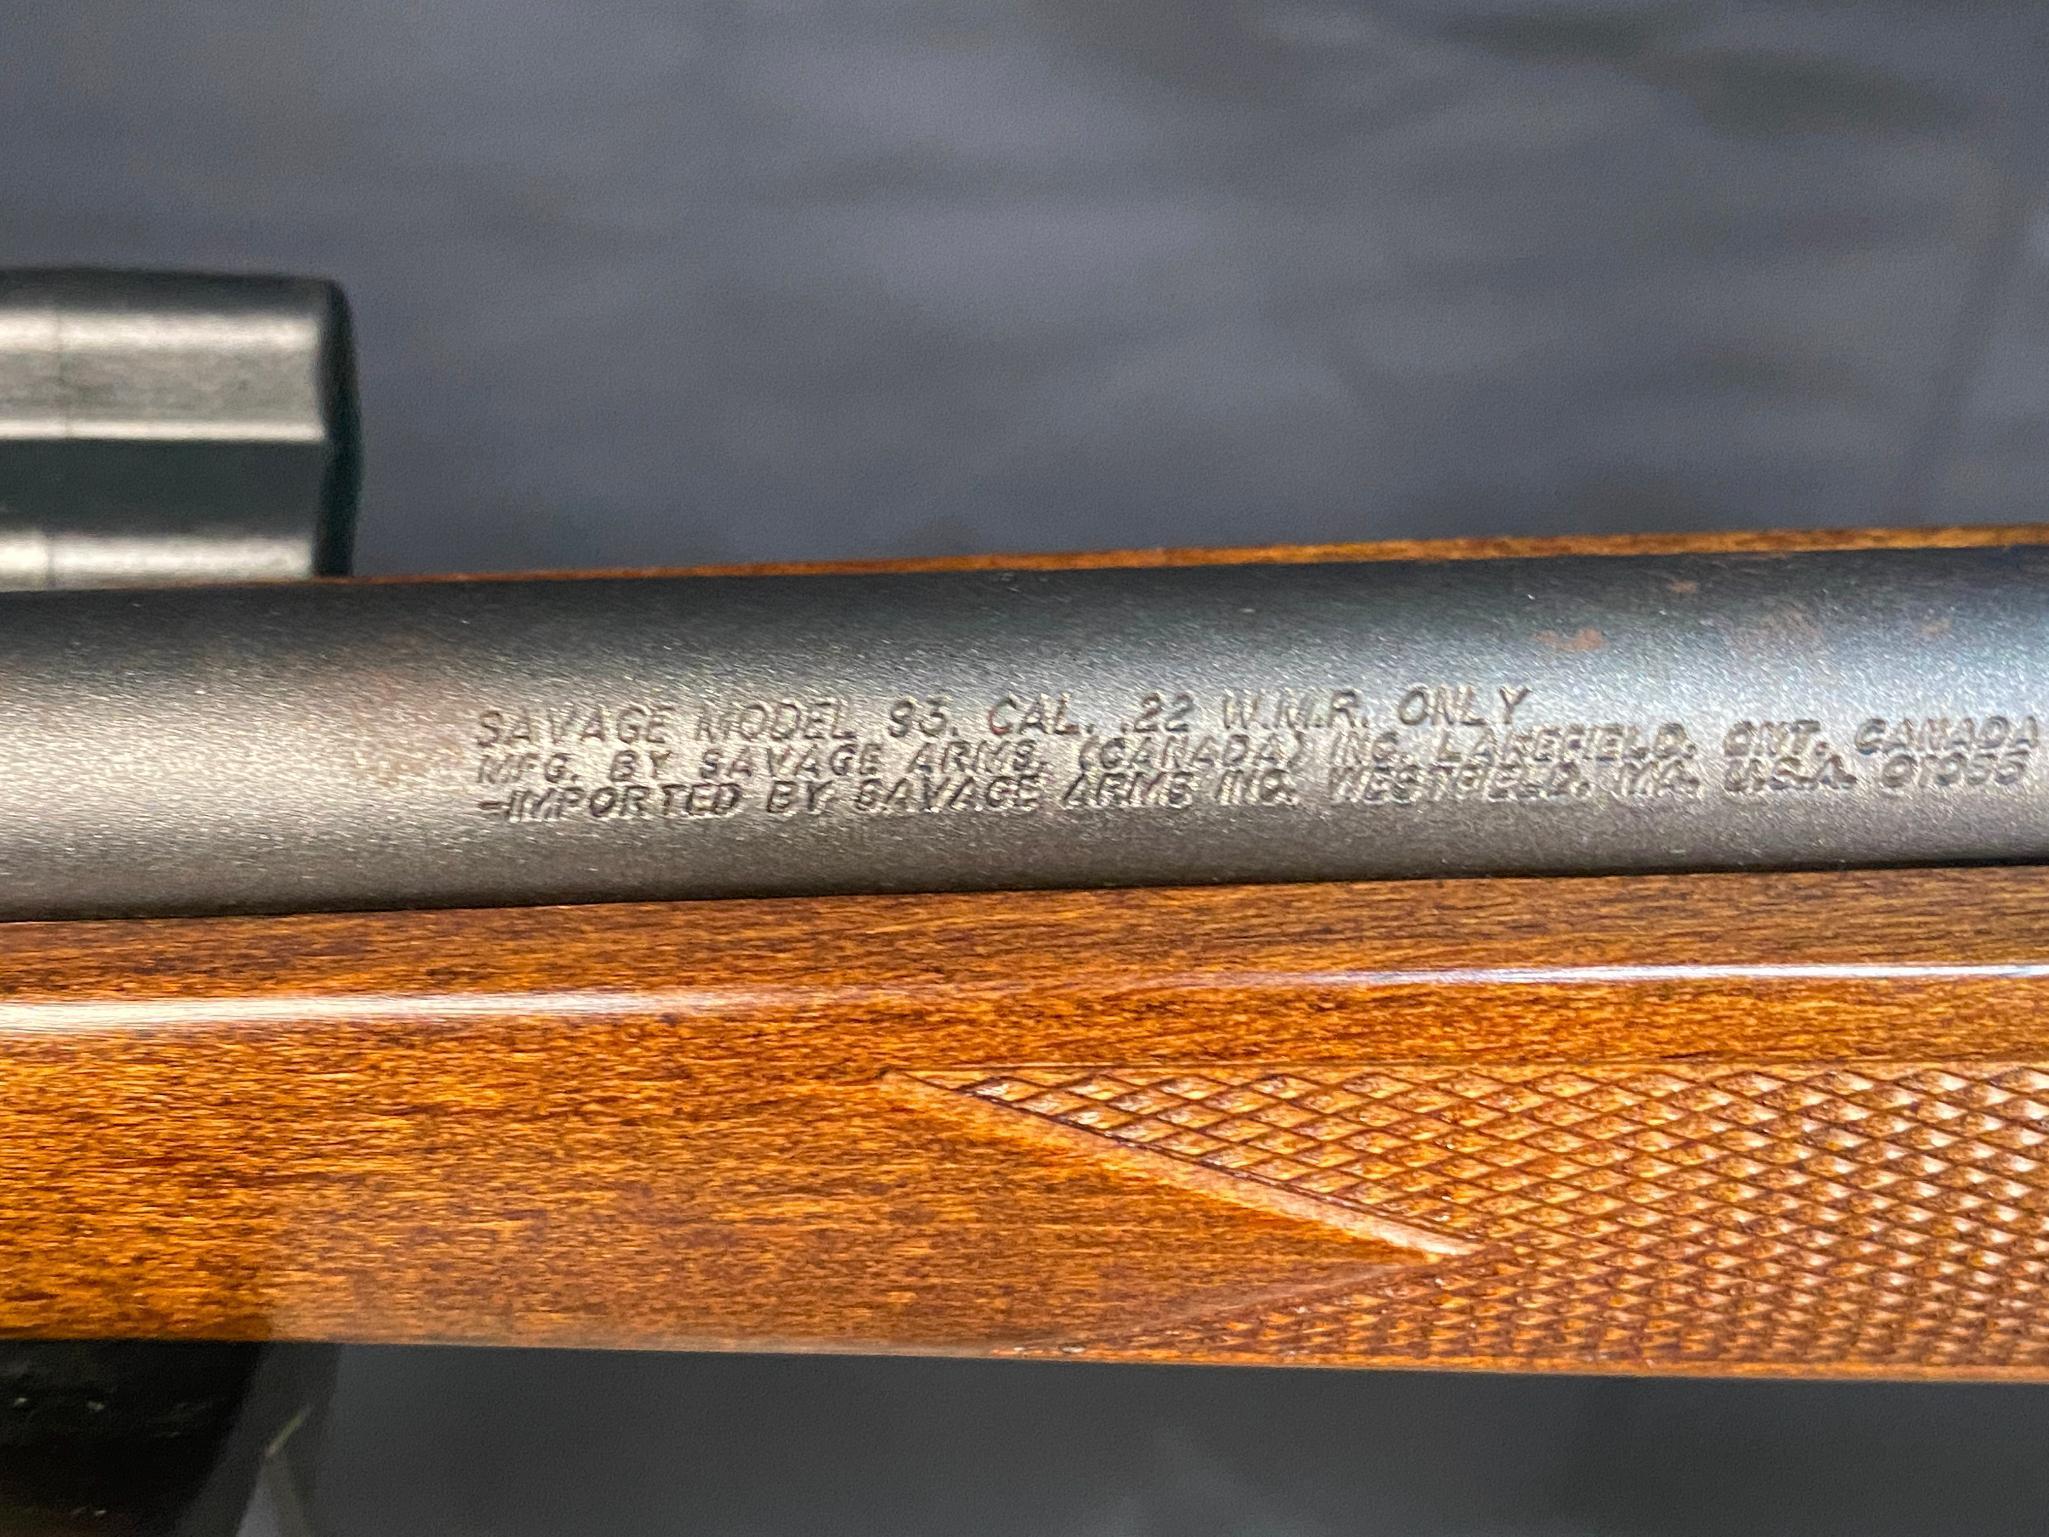 SAVAGE MODEL 93. CAL. .22 W.M.R. ONLY
MFG. BY SAVAGE ARMS. (CANADA) INC. LAKEFIELD. ONT. CANADA
-IMPORTED BY SAVAGE ARMS INC. WESTFIELD. MA. U.S.A. 01085